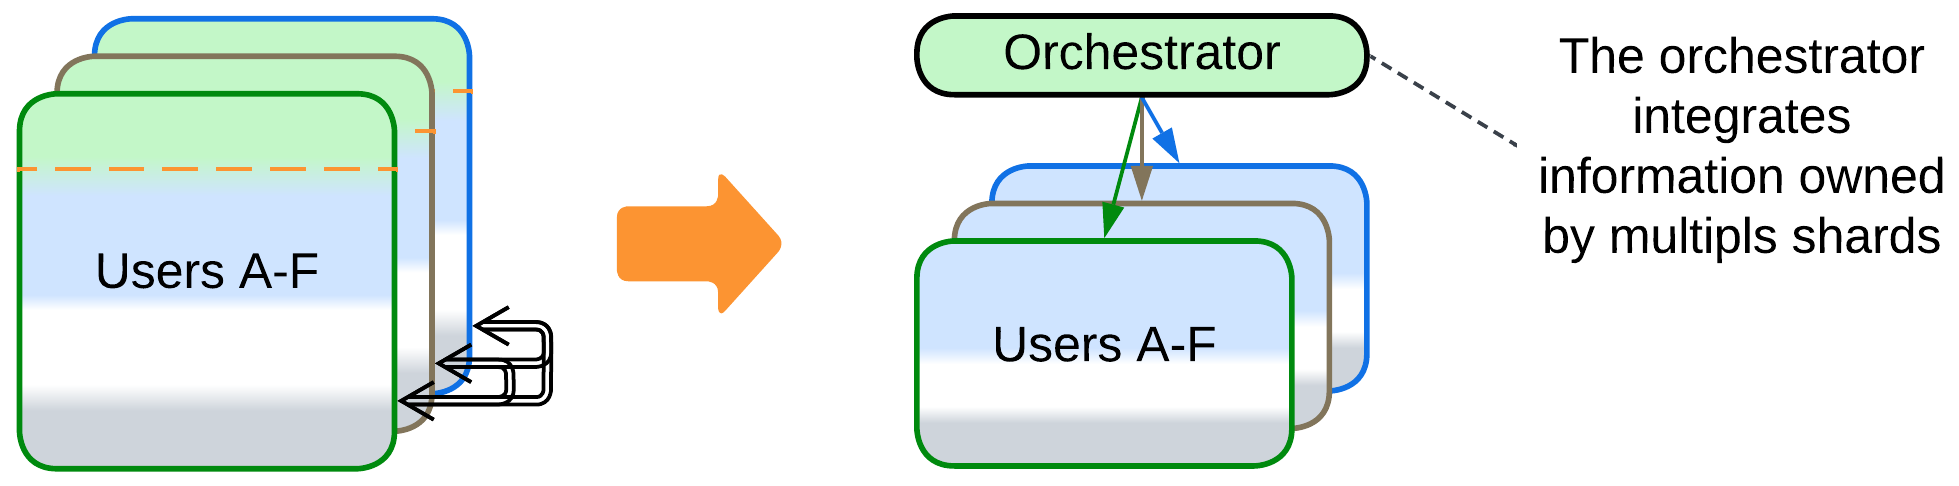 Orchestrator
The orchestrator
integrates
information owned
by multipls shards
Users A-F
Users A-F